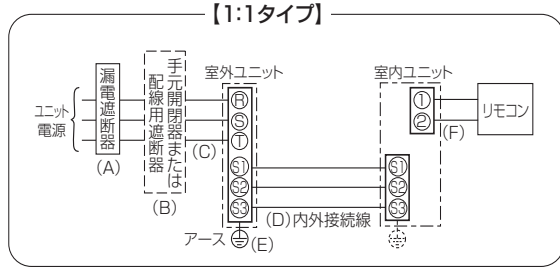 【1:1タイプ】
ユニット
電源
漏電遮断器
(A)
手元開閉器または
配線用遮断器
(B)
(C)
室外ユニット
R
S
T
S1
S2
S3
アース
(E)
(D)内外接続線
室内ユニット
1
2
(F)
リモコン
S1
S2
S3